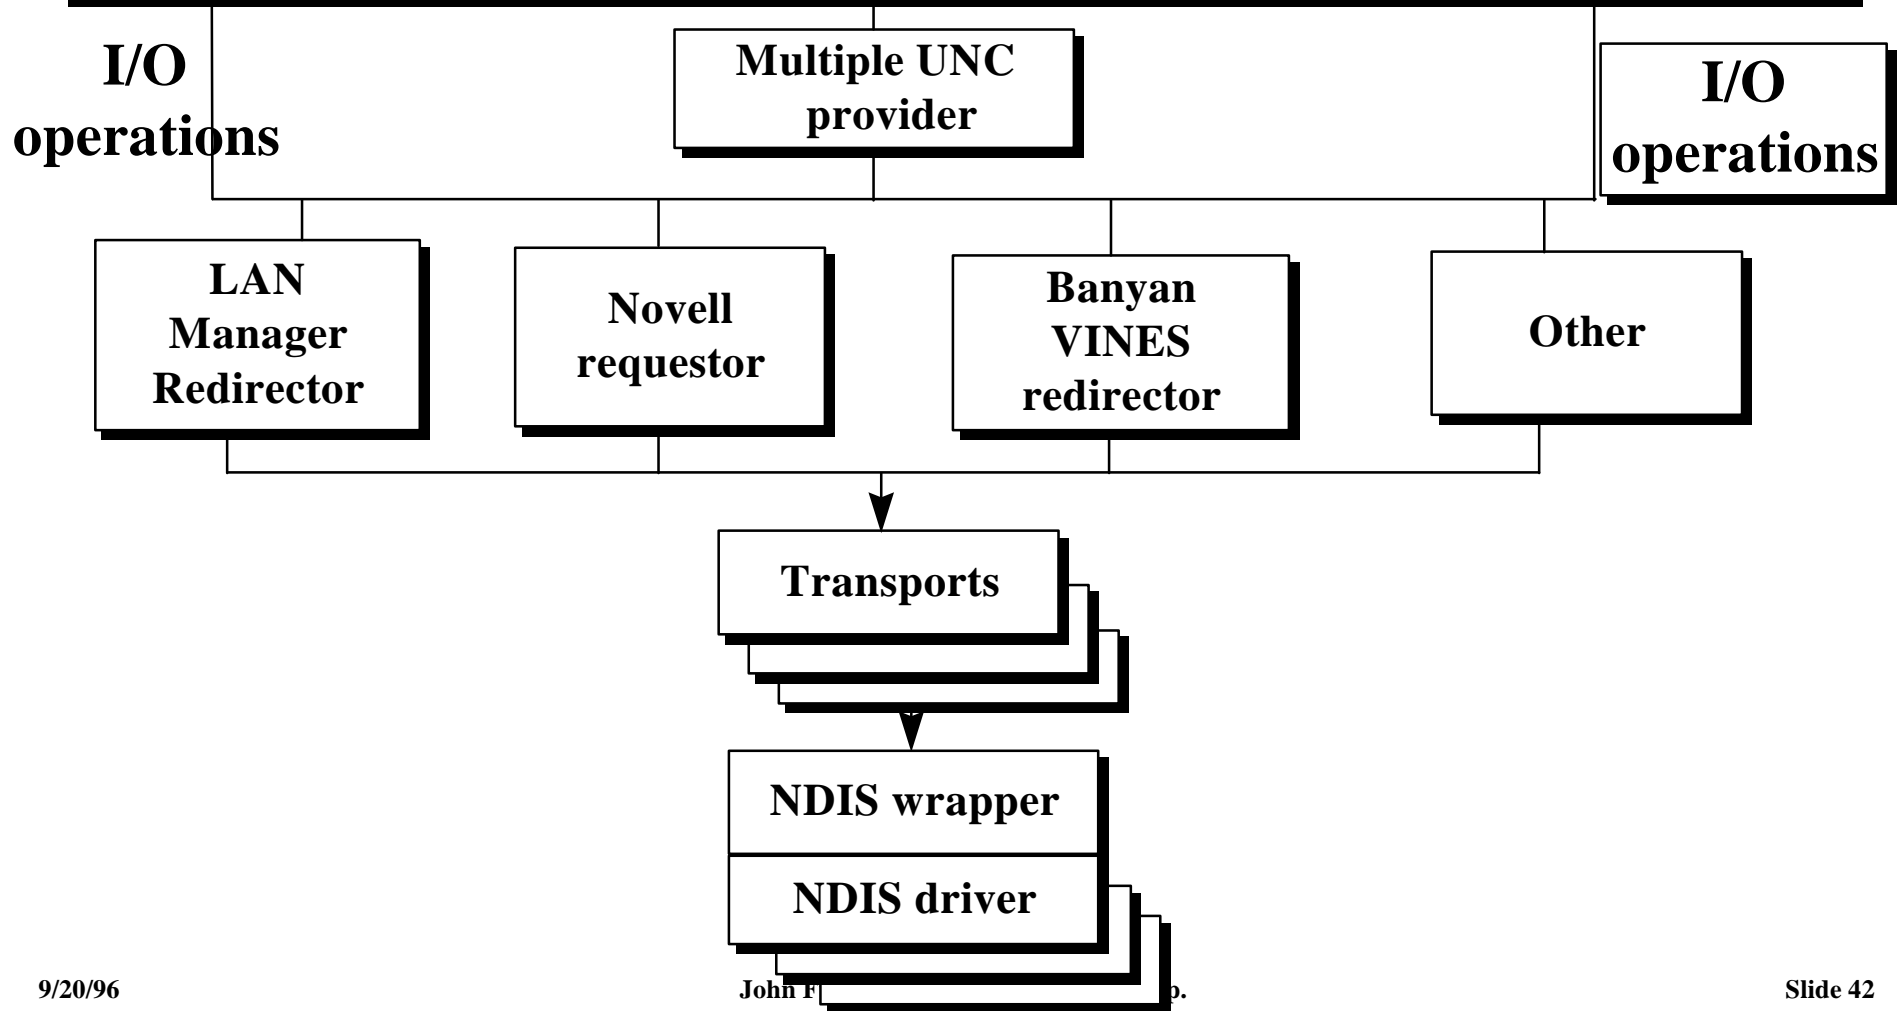 I/O
operations
Multiple UNC
provider
I/O
operations
LAN
Manager
Redirector
Novell
requestor
Banyan
VINES
redirector
Other
Transports
NDIS wrapper
NDIS driver
9/20/96
John F
p.
Slide 42